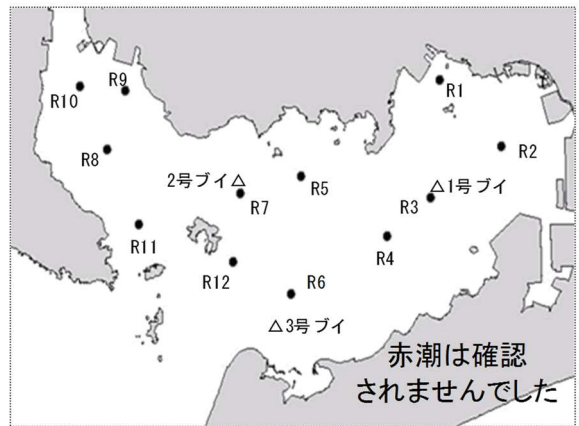 R9
R10
R1
R8
R2
2号ブイ△
R5
△1号ブイ
R7
R3
R11
R4
R12
R6
△3号ブイ
赤潮は確認
されませんでした